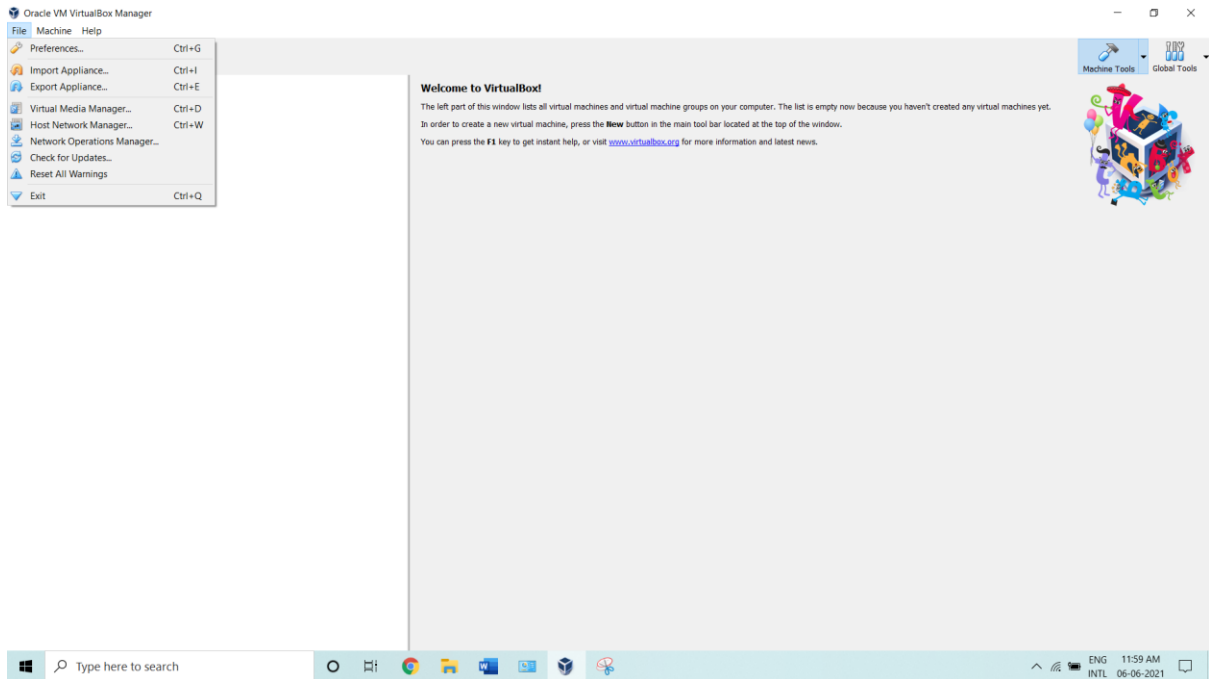 Oracle VM VirtualBox Manager
File Machine Help
Preferences... Ctrl+G
Import Appliance... Ctrl+I
Export Appliance... Ctrl+E
Virtual Media Manager... Ctrl+D
Host Network Manager... Ctrl+W
Network Operations Manager...
Check for Updates...
Reset All Warnings
Exit Ctrl+Q
Machine Tools
Global Tools
Welcome to VirtualBox!
The left part of this window lists all virtual machines and virtual machine groups on your computer. The list is empty now because you haven't created any virtual machines yet.
In order to create a new virtual machine, press the New button in the main tool bar located at the top of the window.
You can press the F1 key to get instant help, or visit www.virtualbox.org for more information and latest news.
Type here to search
ENG 11:59 AM
INTL 06-06-2021